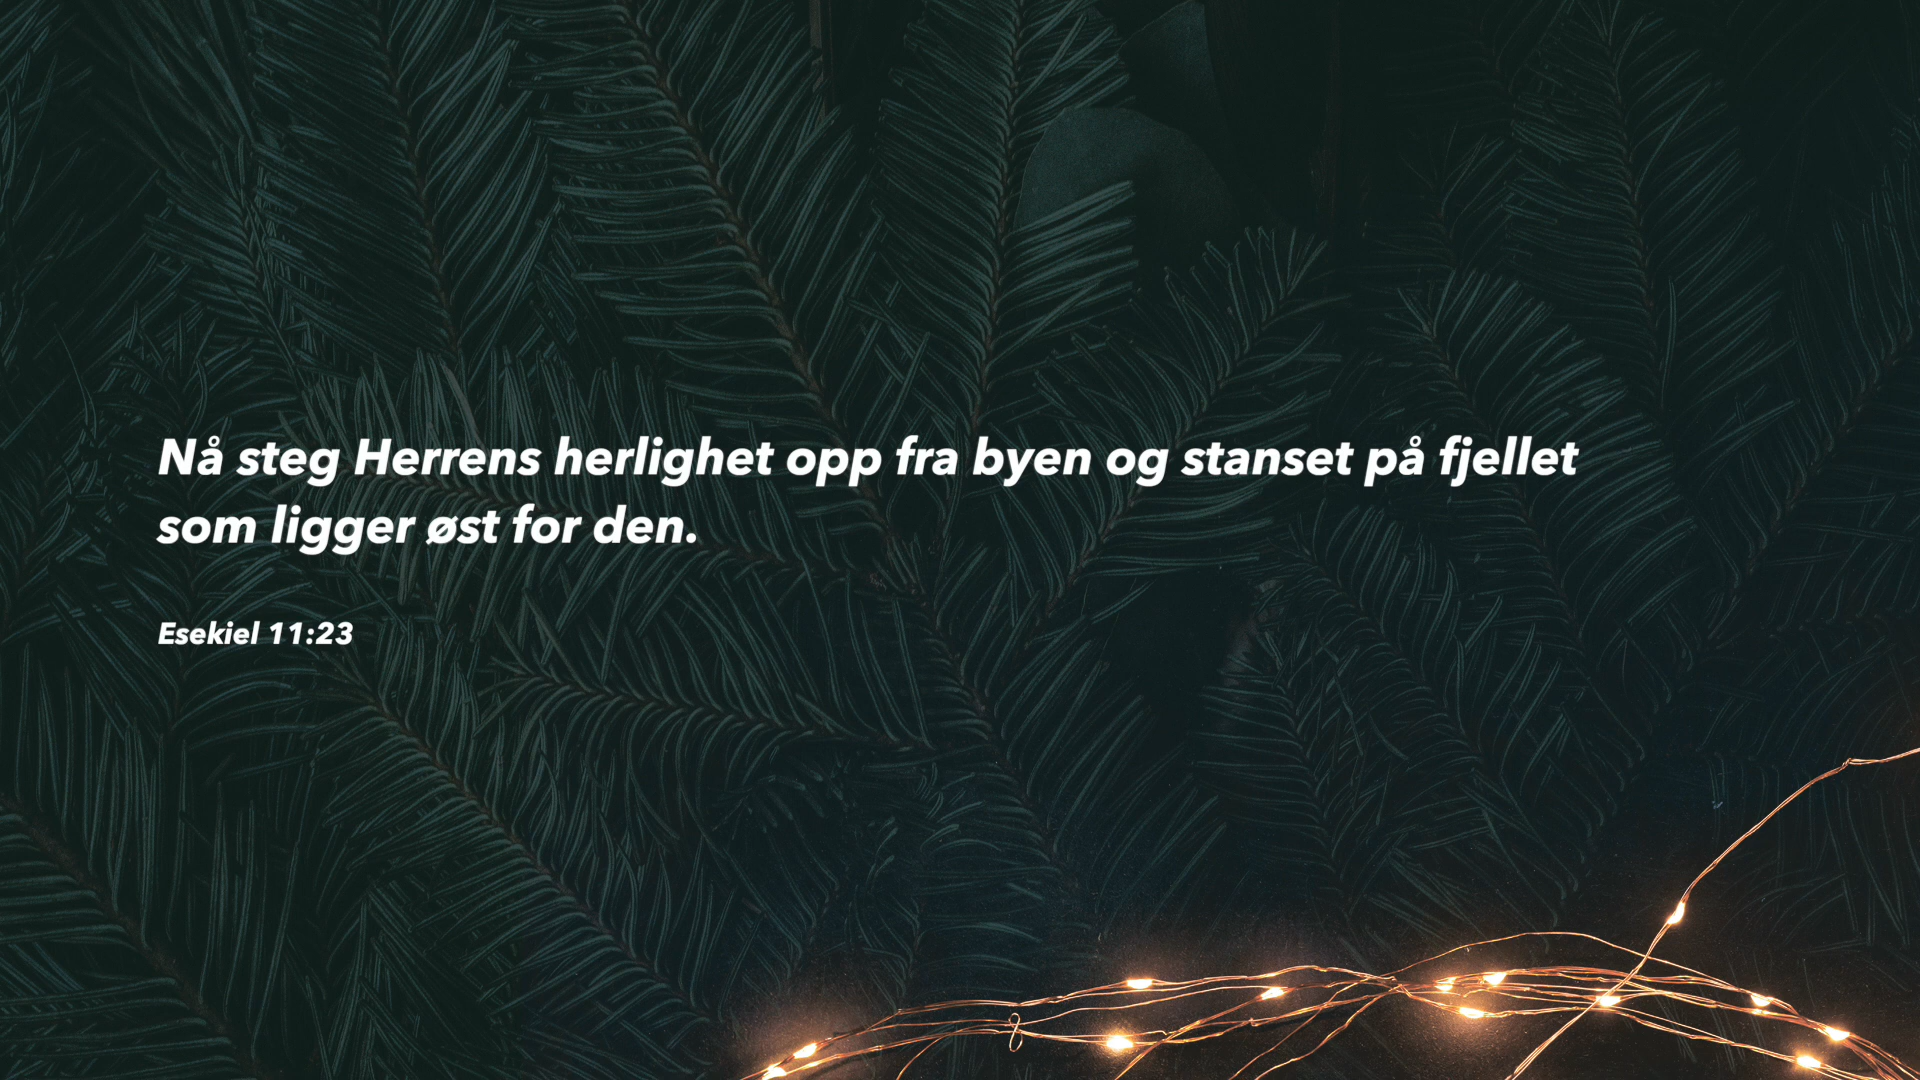 Nå steg Herrens herlighet opp fra byen og stanset på fjellet
som ligger øst for den.
Esekiel 11:23